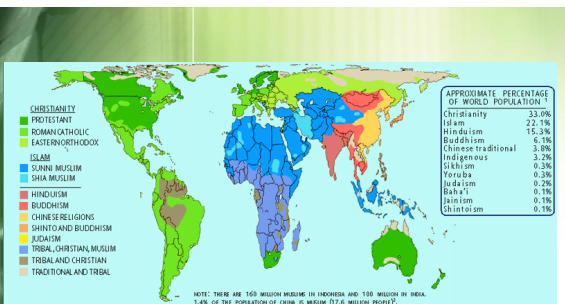 CHRISTIANITY
PROTESTANT
ROMAN CATHOLIC
EASTERN ORTHODOX
ISLAM
SUNNI MUSLIM
SHIA MUSLIM
HINDUISM
BUDDHISM
CHINESE RELIGIONS
SHINTO AND BUDDHISM
JUDAISM
TRIBAL, CHRISTIAN, MUSLIM
TRIBAL AND CHRISTIAN
TRADITIONAL AND TRIBAL
APPROXIMATE PERCENTAGE
OF WORLD POPULATION 1
Christianity 33.0%
Islam 22.1%
Hinduism 15.3%
Buddhism 6.1%
Chinese traditional 3.8%
Indigenous 3.2%
Sikhism 0.3%
Yoruba 0.3%
Judaism 0.2%
Baha'i 0.1%
Jainism 0.1%
Shintoism 0.1%
NOTE: THERE ARE 160 MILLION MUSLIMS IN INDONESIA AND 100 MILLION IN INDIA.
1.4% OF THE POPULATION OF CHINA IS MUSLIM (17.6 MILLION PEOPLE)2.